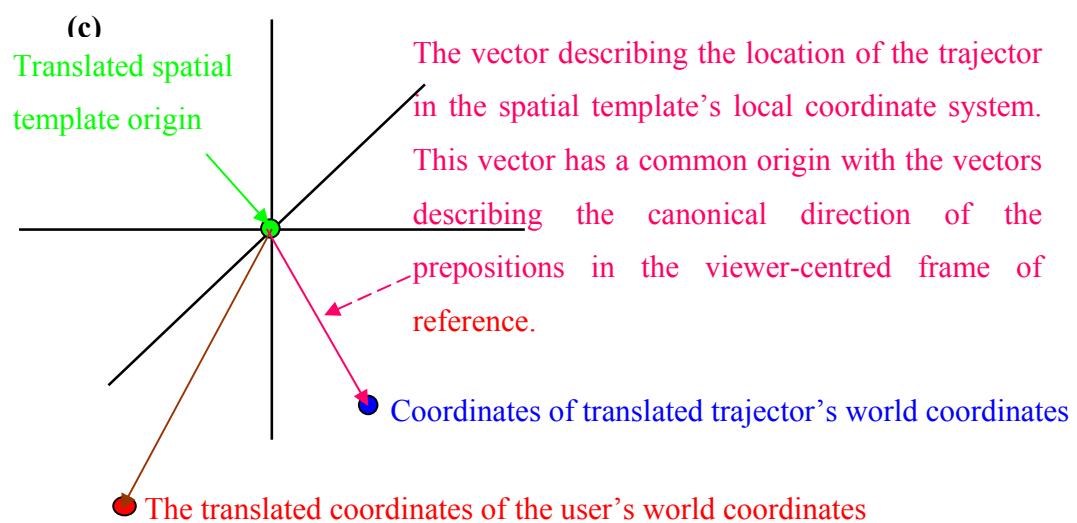 (c)
Translated spatial
template origin
The vector describing the location of the trajector
in the spatial template's local coordinate system.
This vector has a common origin with the vectors
describing the canonical direction of the
prepositions in the viewer-centred frame of
reference.
Coordinates of translated trajector's world coordinates
The translated coordinates of the user's world coordinates